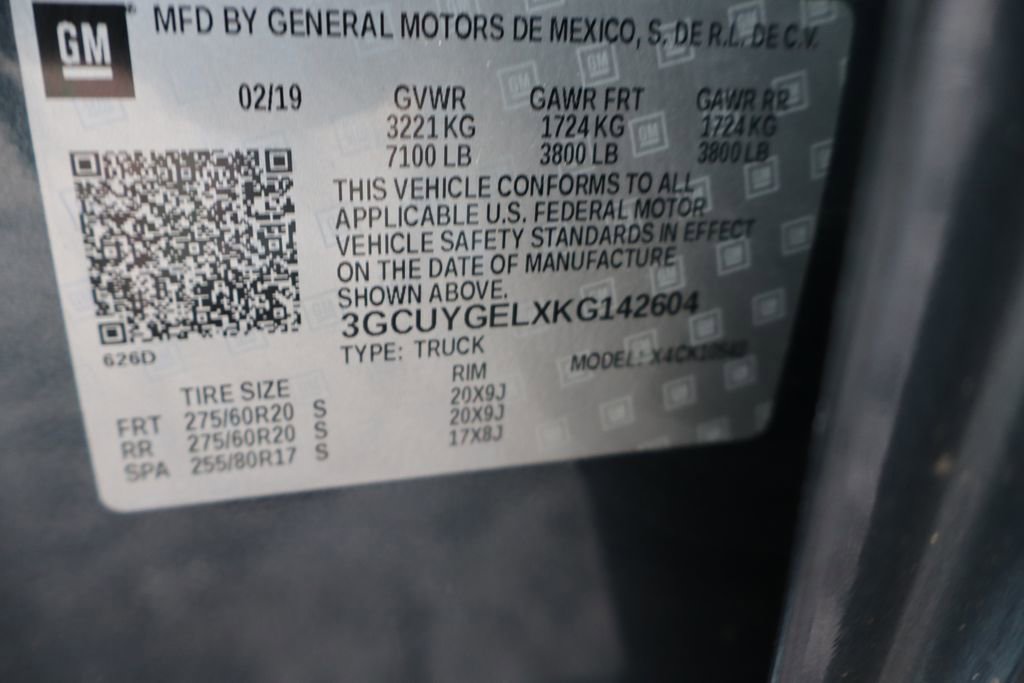 GM
MFD BY GENERAL MOTORS DE MEXICO, S. DE R.L. DE C.V.
02/19 GVWR GAWR FRT GAWR RR
3221 KG 1724 KG 1724 KG
7100 LB 3800 LB 3800 LB
THIS VEHICLE CONFORMS TO ALL
APPLICABLE U.S. FEDERAL MOTOR
VEHICLE SAFETY STANDARDS IN EFFECT
ON THE DATE OF MANUFACTURE
SHOWN ABOVE.
3GCUYGELXKG142604
626D
TYPE: TRUCK MODEL:
TIRE SIZE RIM
FRT 275/60R20 S 20X9J
RR 275/60R20 S 20X9J
SPA 255/80R17 S 17X8J